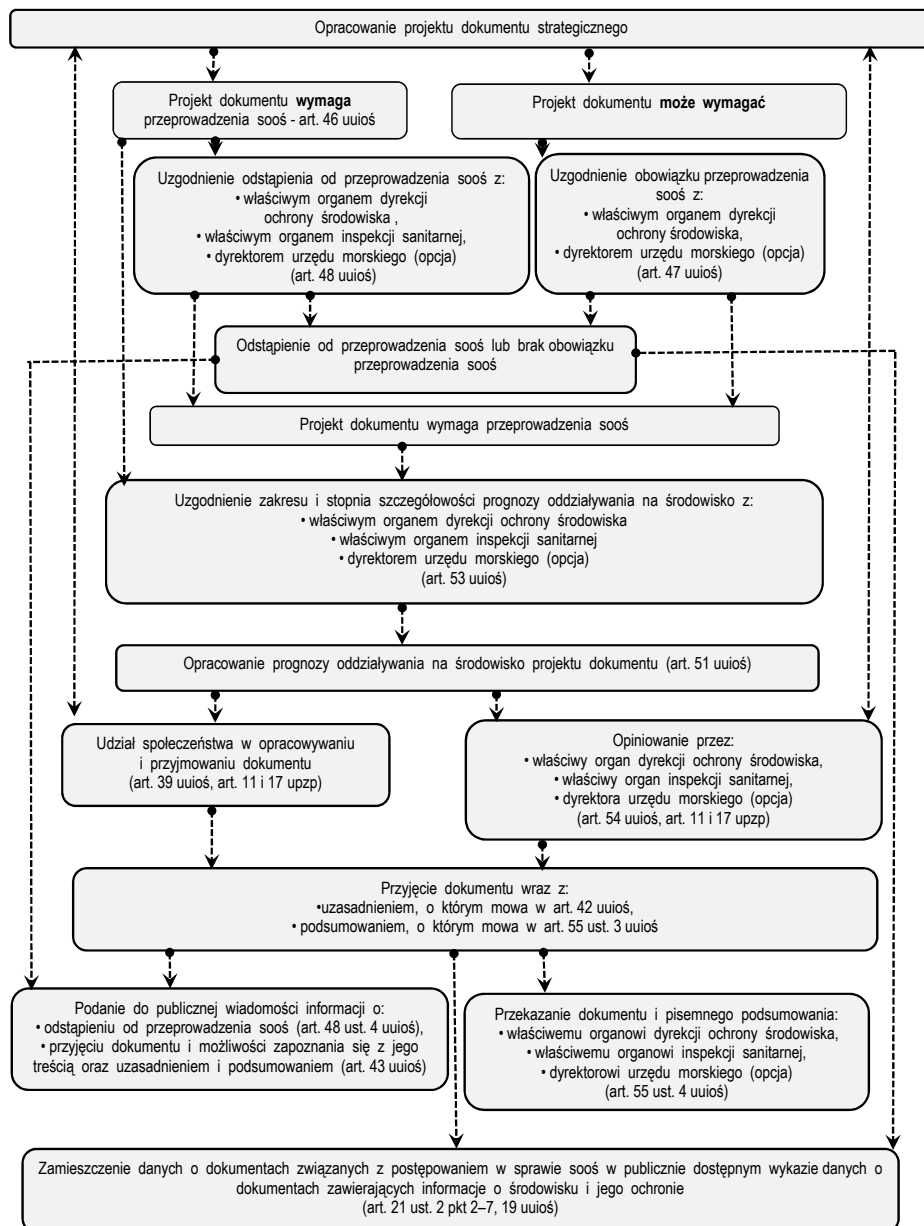 Opracowanie projektu dokumentu strategicznego
Projekt dokumentu wymaga
przeprowadzenia sooś - art. 46 uuioś
Projekt dokumentu może wymagać
Uzgodnienie odstąpienia od przeprowadzenia sooś z:
• właściwym organem dyrekcji
ochrony środowiska ,
• właściwym organem inspekcji sanitarnej,
• dyrektorem urzędu morskiego (opcja)
(art. 48 uuioś)
Uzgodnienie obowiązku przeprowadzenia
sooś z:
• właściwym organem dyrekcji
ochrony środowiska,
• dyrektorem urzędu morskiego (opcja)
(art. 47 uuioś)
Odstąpienie od przeprowadzenia sooś lub brak obowiązku
przeprowadzenia sooś
Projekt dokumentu wymaga przeprowadzenia sooś
Uzgodnienie zakresu i stopnia szczegółowości prognozy oddziaływania na środowisko z:
• właściwym organem dyrekcji ochrony środowiska
• właściwym organem inspekcji sanitarnej
• dyrektorem urzędu morskiego (opcja)
(art. 53 uuioś)
Opracowanie prognozy oddziaływania na środowisko projektu dokumentu (art. 51 uuioś)
Udział społeczeństwa w opracowywaniu
i przyjmowaniu dokumentu
(art. 39 uuioś, art. 11 i 17 upzp)
Opiniowanie przez:
• właściwy organ dyrekcji ochrony środowiska,
• właściwy organ inspekcji sanitarnej,
• dyrektora urzędu morskiego (opcja)
(art. 54 uuioś, art. 11 i 17 upzp)
Przyjęcie dokumentu wraz z:
•uzasadnieniem, o którym mowa w art. 42 uuioś,
• podsumowaniem, o którym mowa w art. 55 ust. 3 uuioś
Podanie do publicznej wiadomości informacji o:
• odstąpieniu od przeprowadzenia sooś (art. 48 ust. 4 uuioś),
• przyjęciu dokumentu i możliwości zapoznania się z jego
treścią oraz uzasadnieniem i podsumowaniem (art. 43 uuioś)
Przekazanie dokumentu i pisemnego podsumowania:
• właściwemu organowi dyrekcji ochrony środowiska,
• właściwemu organowi inspekcji sanitarnej,
• dyrektorowi urzędu morskiego (opcja)
(art. 55 ust. 4 uuioś)
Zamieszczenie danych o dokumentach związanych z postępowaniem w sprawie sooś w publicznie dostępnym wykazie danych o
dokumentach zawierających informacje o środowisku i jego ochronie
(art. 21 ust. 2 pkt 2–7, 19 uuioś)